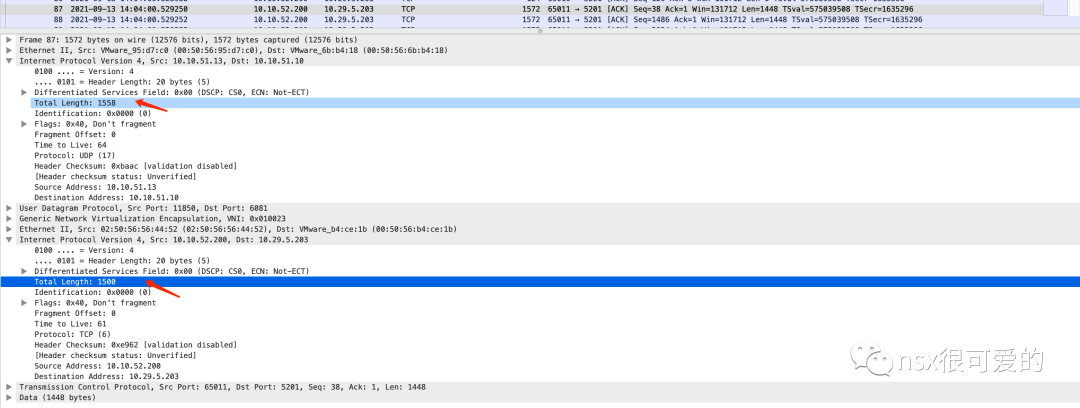 87 2021-09-13 14:04:00.529250 10.10.52.200 10.29.5.203 TCP 1572 65011 → 5201 [ACK] Seq=38 Ack=1 Win=131712 Len=1448 TSval=575039508 TSecr=1635296
88 2021-09-13 14:04:00.529252 10.10.52.200 10.29.5.203 TCP 1572 65011 → 5201 [ACK] Seq=1486 Ack=1 Win=131712 Len=1448 TSval=575039508 TSecr=1635296
Frame 87: 1572 bytes on wire (12576 bits), 1572 bytes captured (12576 bits)
Ethernet II, Src: VMware_95:d7:c0 (00:50:56:95:d7:c0), Dst: VMware_6b:b4:18 (00:50:56:6b:b4:18)
Internet Protocol Version 4, Src: 10.10.51.13, Dst: 10.10.51.10
0100 .... = Version: 4
.... 0101 = Header Length: 20 bytes (5)
Differentiated Services Field: 0x00 (DSCP: CS0, ECN: Not-ECT)
Total Length: 1558
Identification: 0x0000 (0)
Flags: 0x40, Don't fragment
Fragment Offset: 0
Time to Live: 64
Protocol: UDP (17)
Header Checksum: 0xbaac [validation disabled]
[Header checksum status: Unverified]
Source Address: 10.10.51.13
Destination Address: 10.10.51.10
User Datagram Protocol, Src Port: 11850, Dst Port: 6081
Generic Network Virtualization Encapsulation, VNI: 0x010023
Ethernet II, Src: 02:50:56:56:44:52 (02:50:56:56:44:52), Dst: VMware_b4:ce:1b (00:50:56:b4:ce:1b)
Internet Protocol Version 4, Src: 10.10.52.200, Dst: 10.29.5.203
0100 .... = Version: 4
.... 0101 = Header Length: 20 bytes (5)
Differentiated Services Field: 0x00 (DSCP: CS0, ECN: Not-ECT)
Total Length: 1500
Identification: 0x0000 (0)
Flags: 0x40, Don't fragment
Fragment Offset: 0
Time to Live: 61
Protocol: TCP (6)
Header Checksum: 0xe962 [validation disabled]
[Header checksum status: Unverified]
Source Address: 10.10.52.200
Destination Address: 10.29.5.203
Transmission Control Protocol, Src Port: 65011, Dst Port: 5201, Seq: 38, Ack: 1, Len: 1448
Data (1448 bytes)
nsx很可爱的